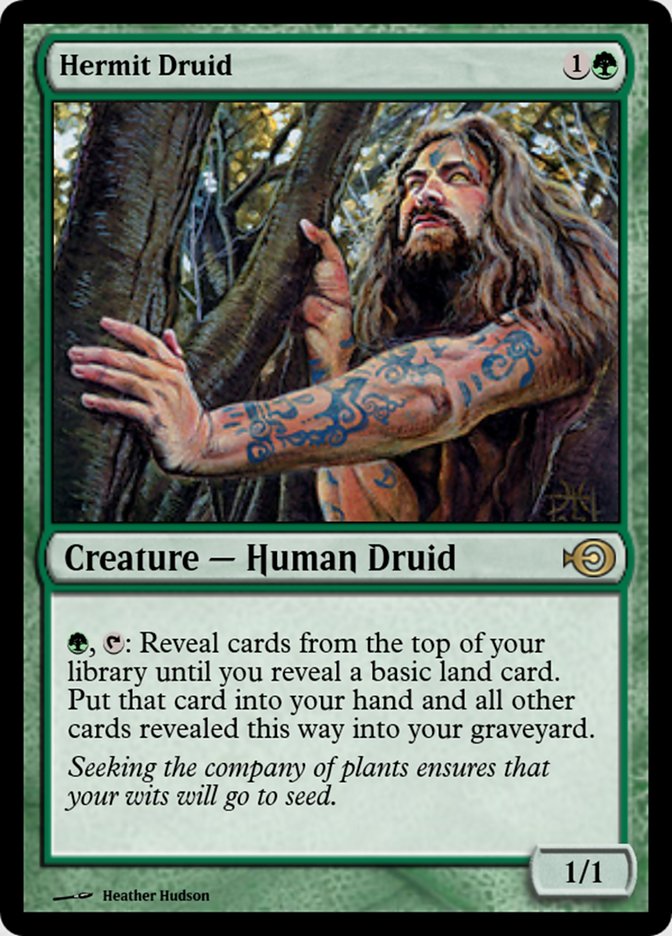 Hermit Druid 1
Creature — Human Druid
, : Reveal cards from the top of your
library until you reveal a basic land card.
Put that card into your hand and all other
cards revealed this way into your graveyard.
Seeking the company of plants ensures that
your wits will go to seed.
1/1
Heather Hudson